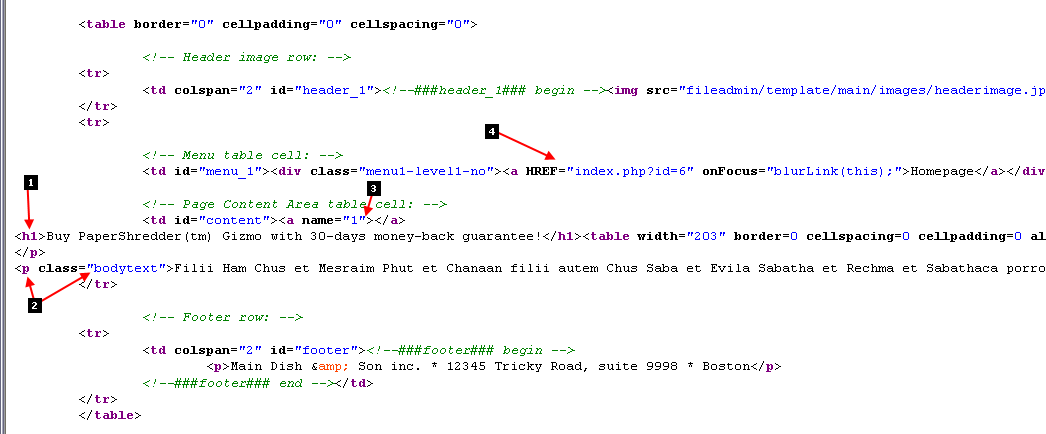 <table border="0" cellpadding="0" cellspacing="0">
<!-- Header image row: -->
<tr>
<td colspan="2" id="header_1"><!--###header_1### begin --><img src="fileadmin/template/main/images/headerimage.jp
</tr>
<tr>
4
<!-- Menu table cell: -->
<td id="menu_1"><div class="menu1-level1-no"><a HREF="index.php?id=6" onFocus="blurLink(this);">Homepage</a></div
1
3
<!-- Page Content Area table cell: -->
<td id="content"><a name="1"></a>
<h1>Buy PaperShredder(tm) Gizmo with 30-days money-back guarantee!</h1><table width="203" border=0 cellspacing=0 cellpadding=0 al
</p>
<p class="bodytext">Filii Ham Chus et Mesraim Phut et Chanaan filii autem Chus Saba et Evila Sabatha et Rechma et Sabathaca porro
</tr>
2
<!-- Footer row: -->
<tr>
<td colspan="2" id="footer"><!--###footer### begin -->
<p>Main Dish &amp; Son inc. * 12345 Tricky Road, suite 9998 * Boston</p>
<!--###footer### end --></td>
</tr>
</table>